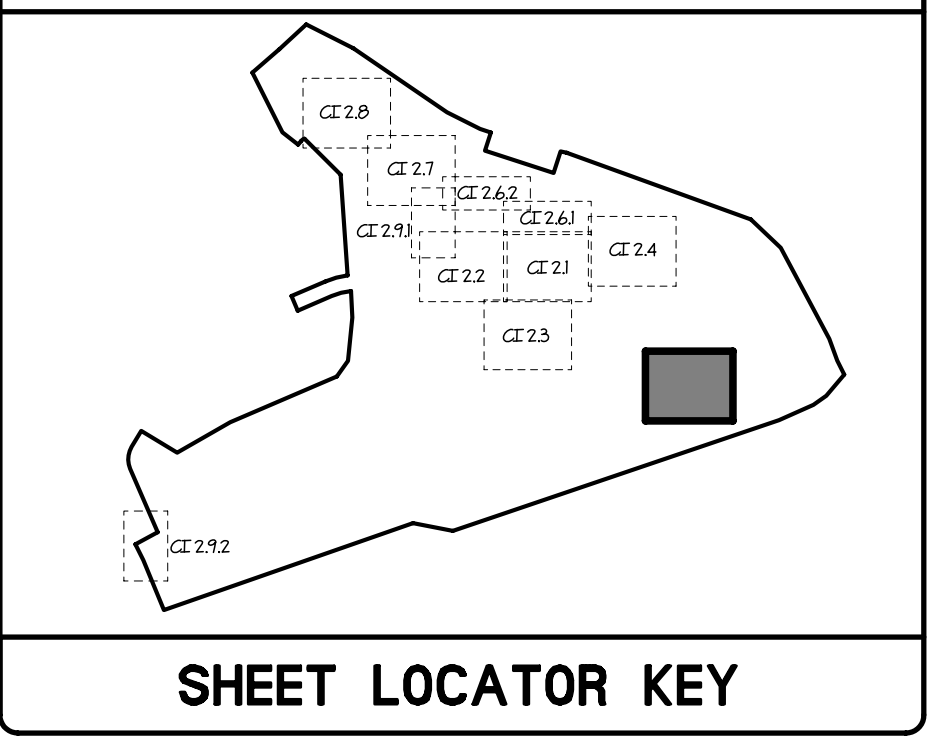 CI 2.8
CI 2.7
CI 2.6.2
CI 2.6.1
CI 2.9.1
CI 2.4
CI 2.2
CI 2.1
CI 2.3
CI 2.9.2
SHEET LOCATOR KEY